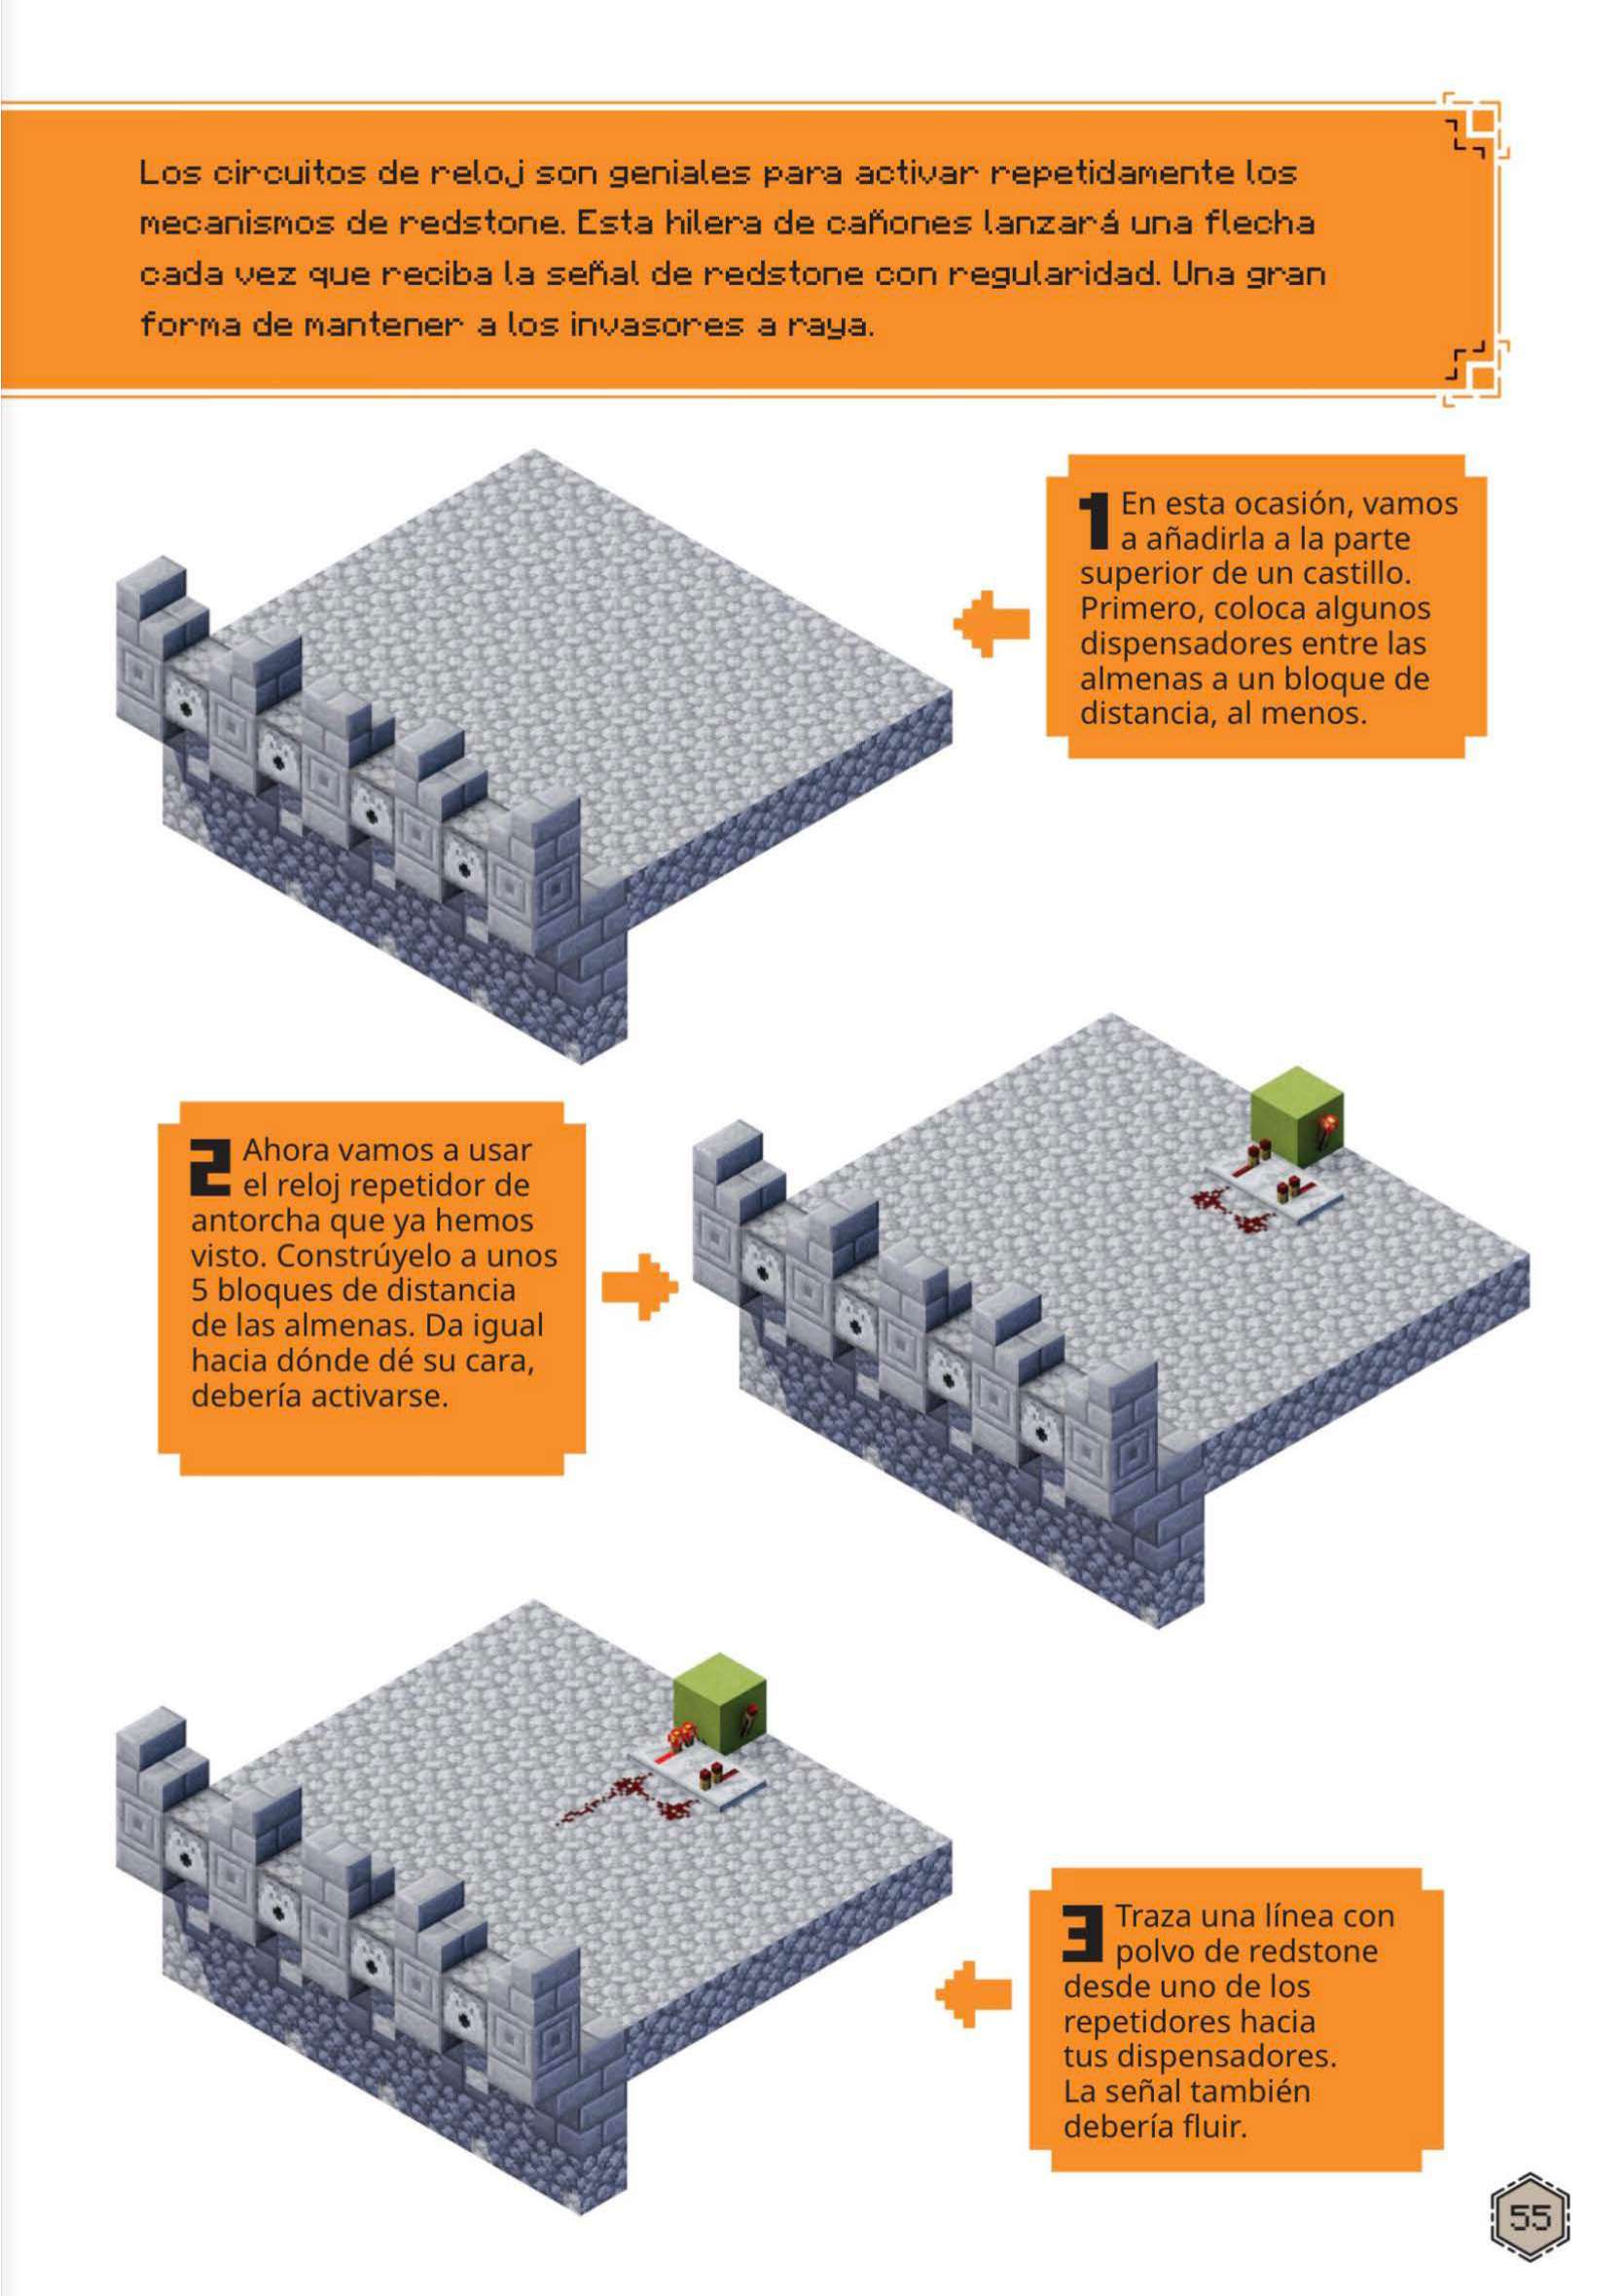 Los circuitos de reloj son geniales para activar repetidamente los
mecanismos de redstone. Esta hilera de cañones lanzará una flecha
cada vez que reciba la señal de redstone con regularidad. Una gran
forma de mantener a los invasores a raya.
1 En esta ocasión, vamos
a añadirla a la parte
superior de un castillo.
Primero, coloca algunos
dispensadores entre las
almenas a un bloque de
distancia, al menos.
2 Ahora vamos a usar
el reloj repetidor de
antorcha que ya hemos
visto. Constrúyelo a unos
5 bloques de distancia
de las almenas. Da igual
hacia dónde dé su cara,
debería activarse.
3 Traza una línea con
polvo de redstone
desde uno de los
repetidores hacia
tus dispensadores.
La señal también
debería fluir.
55